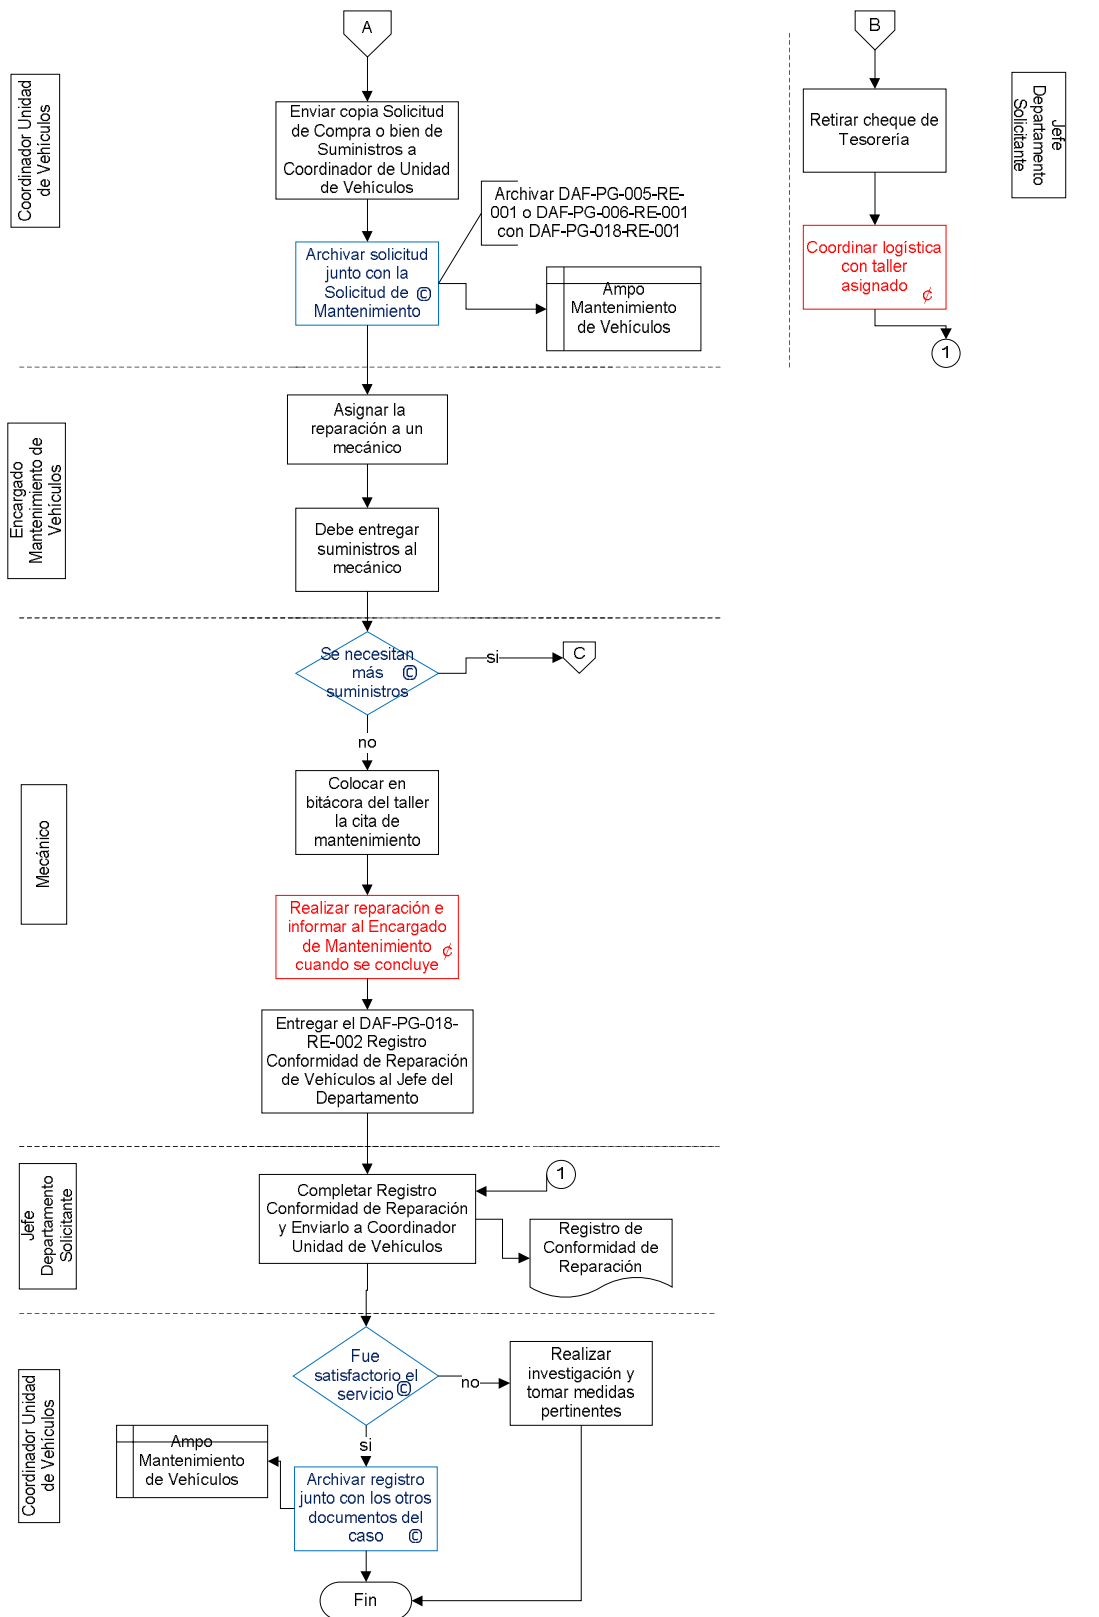 A
Coordinador Unidad
de Vehículos
Enviar copia Solicitud
de Compra o bien de
Suministros a
Coordinador de Unidad
de Vehículos
Archivar DAF-PG-005-RE-
001 o DAF-PG-006-RE-001
con DAF-PG-018-RE-001
Archivar solicitud
junto con la
Solicitud de ©
Mantenimiento
Ampo
Mantenimiento
de Vehículos
B
Jefe
Departamento
Solicitante
Retirar cheque de
Tesorería
Coordinar logística
con taller
asignado ¢
1
Encargado
Mantenimiento de
Vehículos
Asignar la
reparación a un
mecánico
Debe entregar
suministros al
mecánico
Se necesitan
más ©
suministros
si
C
no
Mecánico
Colocar en
bitácora del taller
la cita de
mantenimiento
Realizar reparación e
informar al Encargado
de Mantenimiento ¢
cuando se concluye
Entregar el DAF-PG-018-
RE-002 Registro
Conformidad de Reparación
de Vehículos al Jefe del
Departamento
Jefe
Departamento
Solicitante
1
Completar Registro
Conformidad de Reparación
y Enviarlo a Coordinador
Unidad de Vehículos
Registro de
Conformidad de
Reparación
Coordinador Unidad
de Vehículos
Fue
satisfactorio el
servicio ©
no
Realizar
investigación y
tomar medidas
pertinentes
si
Ampo
Mantenimiento
de Vehículos
Archivar registro
junto con los otros
documentos del
caso ©
Fin